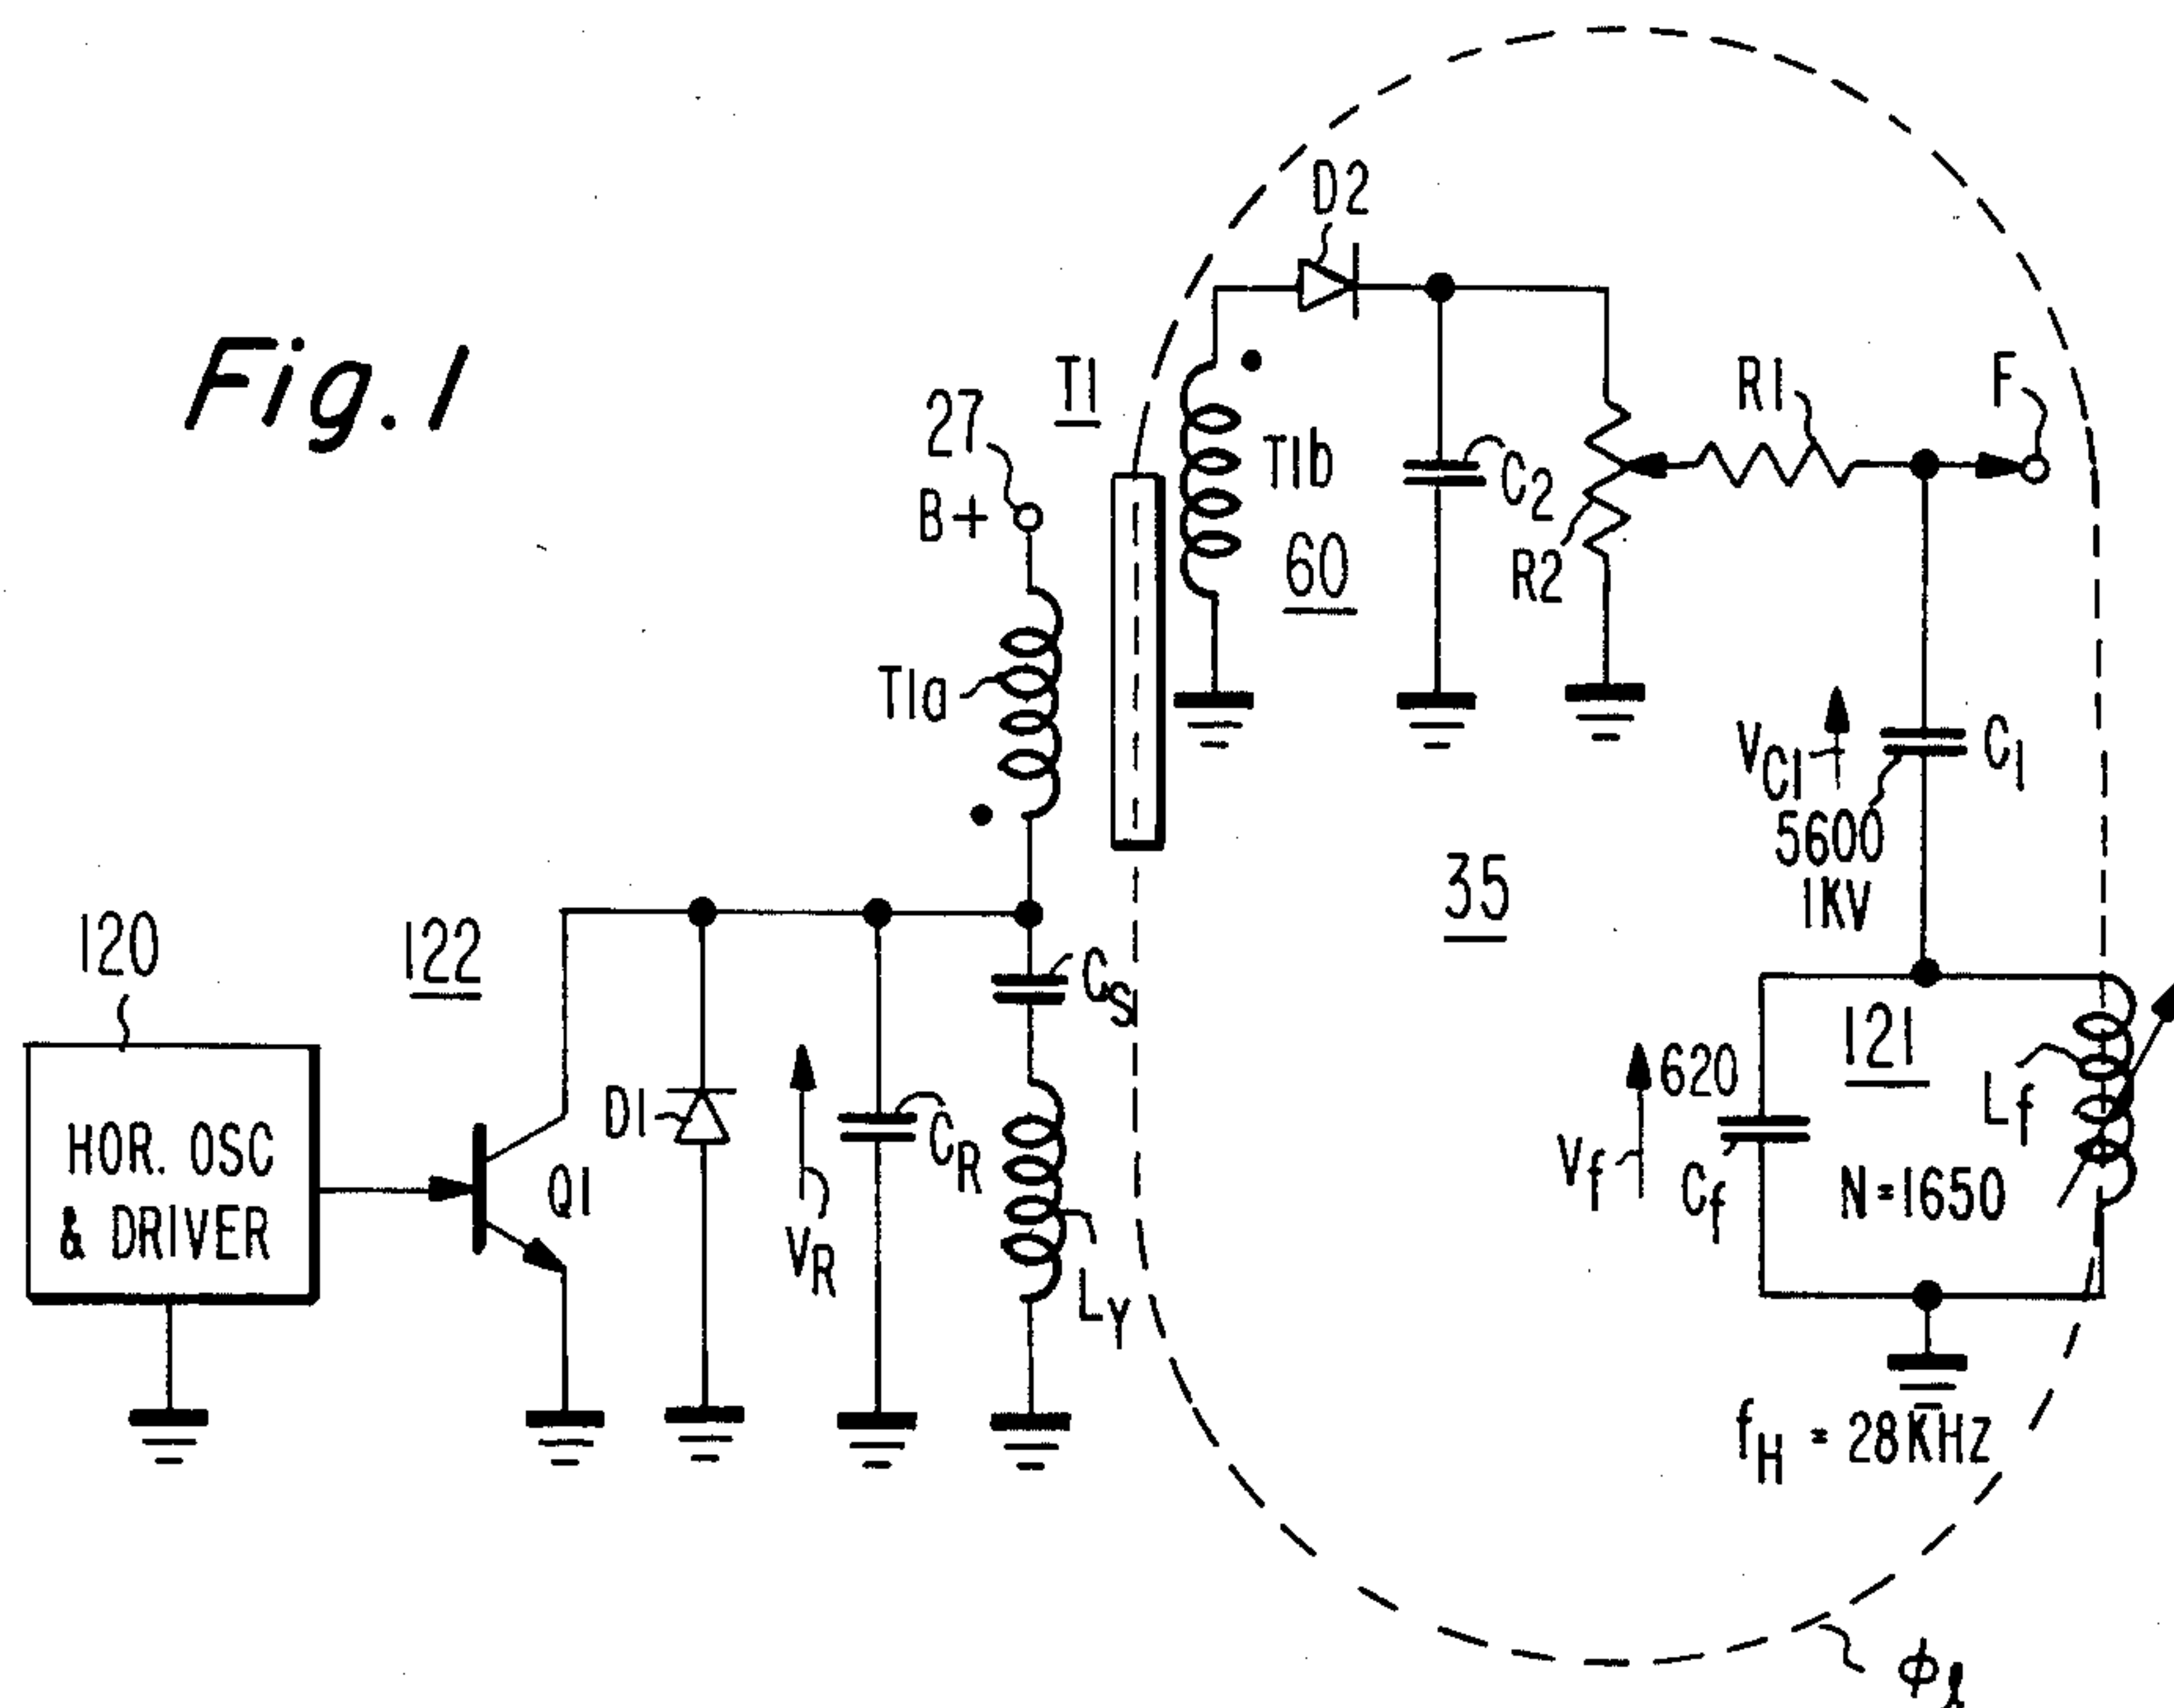 Fig. 1
D2
T1
27
B+
T1b
60
C2
R2
R1
F
T1a
VC1
C1
5600
1KV
35
120
122
CS
121
620
Lf
HOR. OSC
& DRIVER
Q1
D1
VR
CR
LY
Vf
Cf
N=1650
fH = 28KHZ
ϕℓ